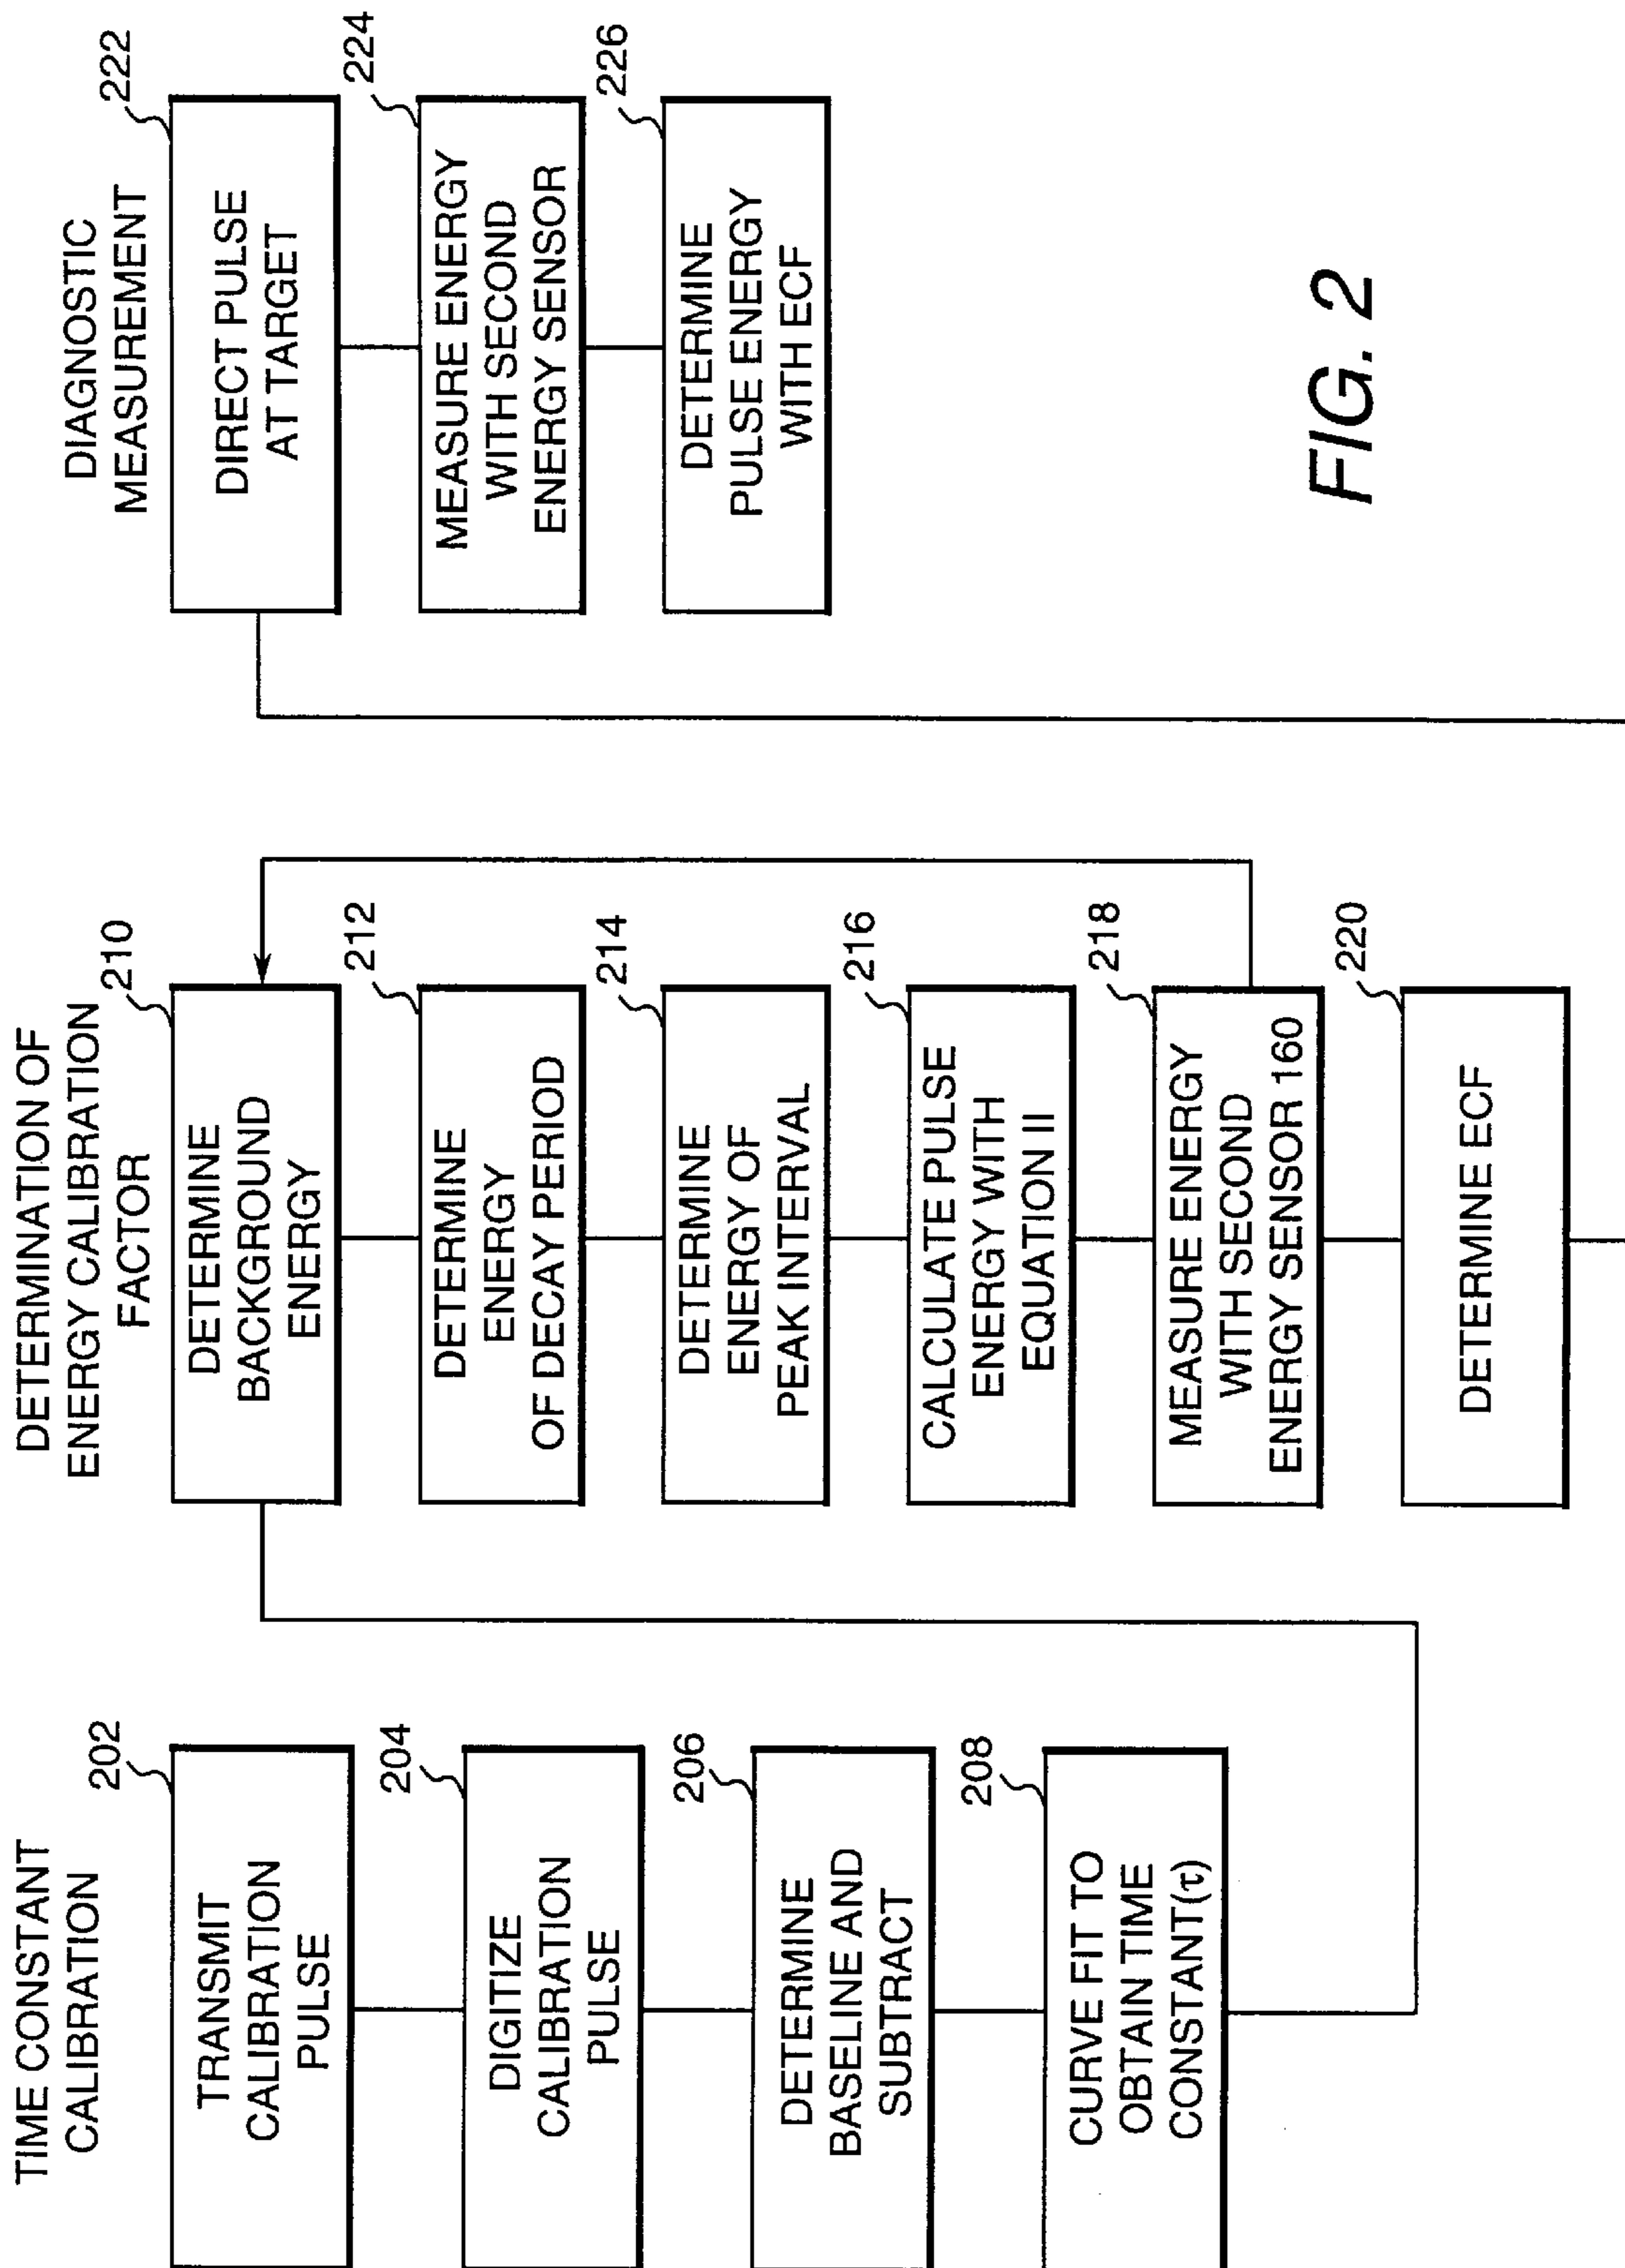 TIME CONSTANT
CALIBRATION
202
TRANSMIT
CALIBRATION
PULSE
204
DIGITIZE
CALIBRATION
PULSE
206
DETERMINE
BASELINE AND
SUBTRACT
208
CURVE FIT TO
OBTAIN TIME
CONSTANT(τ)
DETERMINATION OF
ENERGY CALIBRATION
FACTOR
210
DETERMINE
BACKGROUND
ENERGY
212
DETERMINE
ENERGY
OF DECAY PERIOD
214
DETERMINE
ENERGY OF
PEAK INTERVAL
216
CALCULATE PULSE
ENERGY WITH
EQUATION II
218
MEASURE ENERGY
WITH SECOND
ENERGY SENSOR 160
220
DETERMINE ECF
DIAGNOSTIC
MEASUREMENT
222
DIRECT PULSE
AT TARGET
224
MEASURE ENERGY
WITH SECOND
ENERGY SENSOR
226
DETERMINE
PULSE ENERGY
WITH ECF
FIG. 2